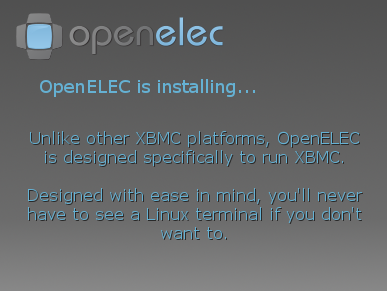 openelec
OpenELEC is installing...
Unlike other XBMC platforms, OpenELEC
is designed specifically to run XBMC.
Designed with ease in mind, you'll never
have to see a Linux terminal if you don't
want to.